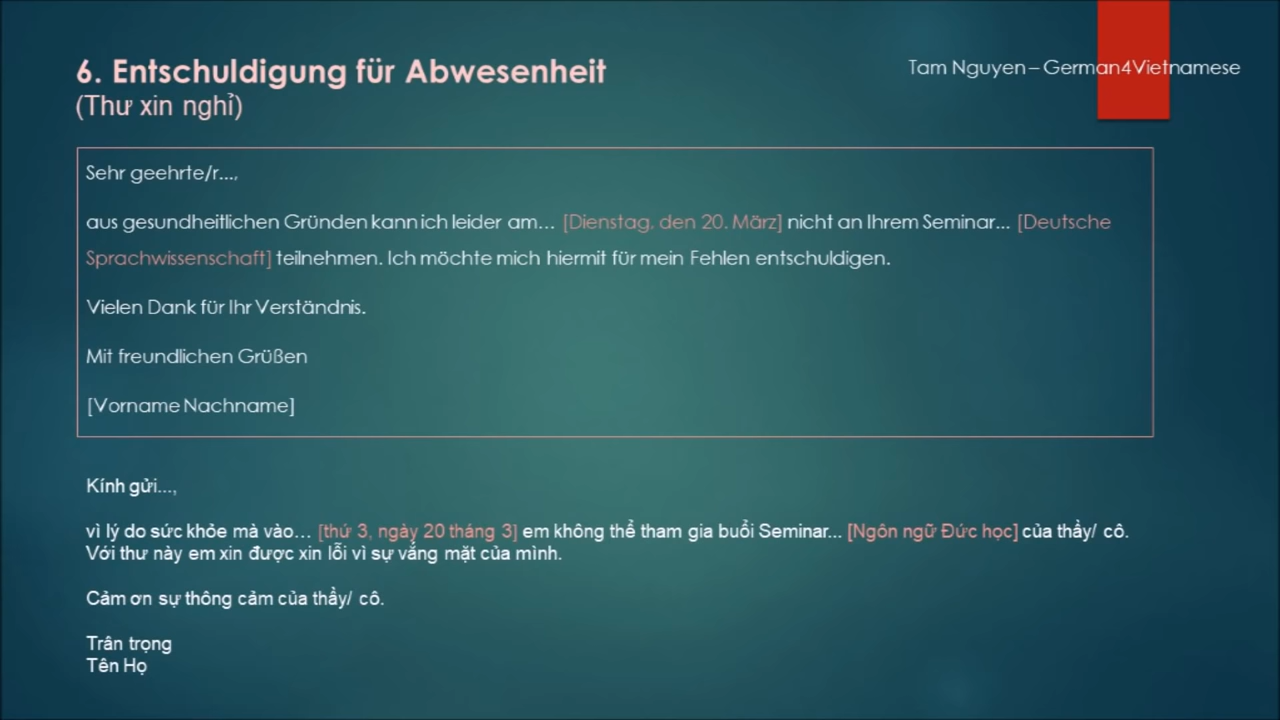 6. Entschuldigung für Abwesenheit
(Thư xin nghỉ)
Tam Nguyen – German4Vietnamese
Sehr geehrte/r...,
aus gesundheitlichen Gründen kann ich leider am... [Dienstag, den 20. März] nicht an Ihrem Seminar... [Deutsche
Sprachwissenschaft] teilnehmen. Ich möchte mich hiermit für mein Fehlen entschuldigen.
Vielen Dank für Ihr Verständnis.
Mit freundlichen Grüßen
[Vorname Nachname]
Kính gửi...,
vì lý do sức khỏe mà vào... [thứ 3, ngày 20 tháng 3] em không thể tham gia buổi Seminar... [Ngôn ngữ Đức học] của thầy/ cô.
Với thư này em xin được xin lỗi vì sự vắng mặt của mình.
Cảm ơn sự thông cảm của thầy/ cô.
Trân trọng
Tên Họ